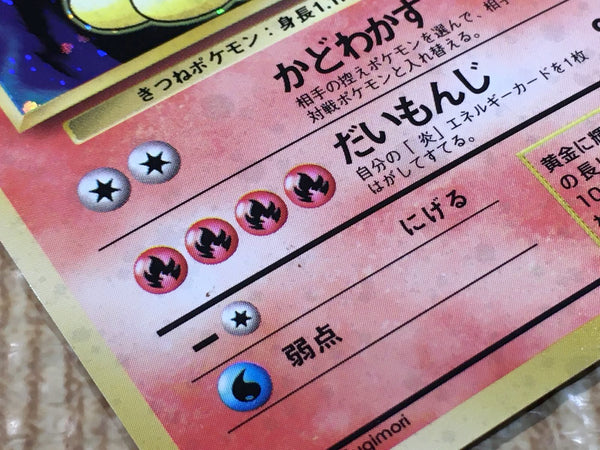 きつねポケモン：身長1.1
かどわかす
相手の控えポケモンを選んで、相手
対戦ポケモンと入れ替える。
だいもんじ
自分の「炎」エネルギーカードを1枚
はがしてすてる。
黄金に
の長
10
にげる
弱点
ugimori